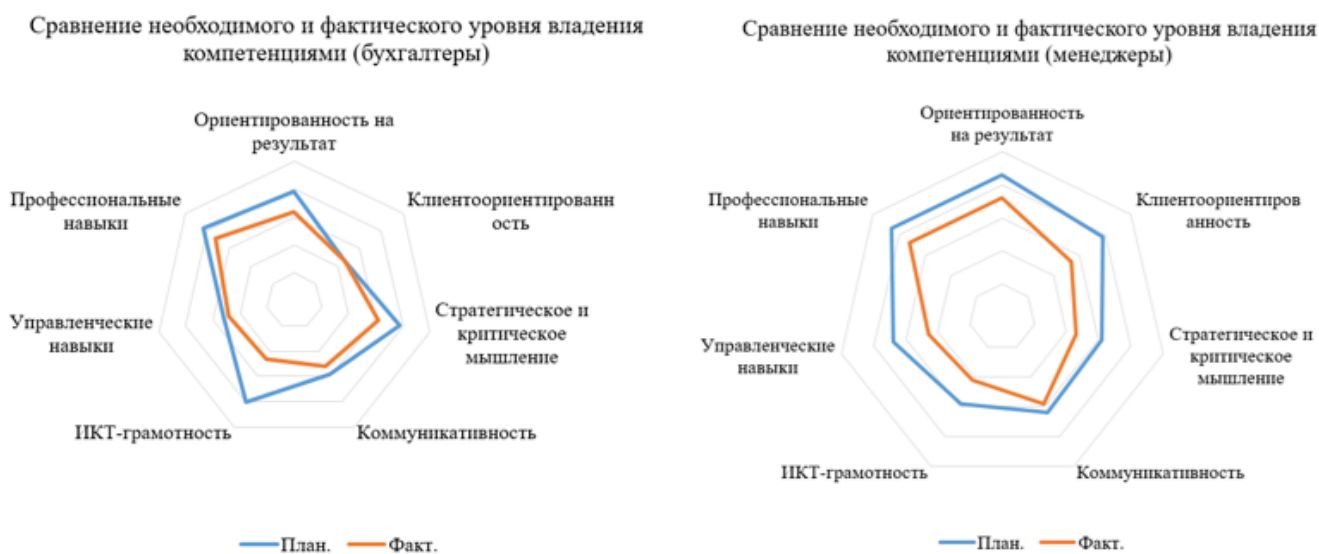 Сравнение необходимого и фактического уровня владения
компетенциями (бухгалтеры)
Ориентированность на
результат
Клиентоориентированн
ость
Стратегическое и
критическое
мышление
Коммуникативность
ИКТ-грамотность
Управленческие
навыки
Профессиональные
навыки
План.
Факт.
Сравнение необходимого и фактического уровня владения
компетенциями (менеджеры)
Ориентированность
на результат
Клиентоориентиров
анность
Стратегическое и
критическое
мышление
Коммуникативность
ИКТ-грамотность
Управленческие
навыки
Профессиональные
навыки
План.
Факт.